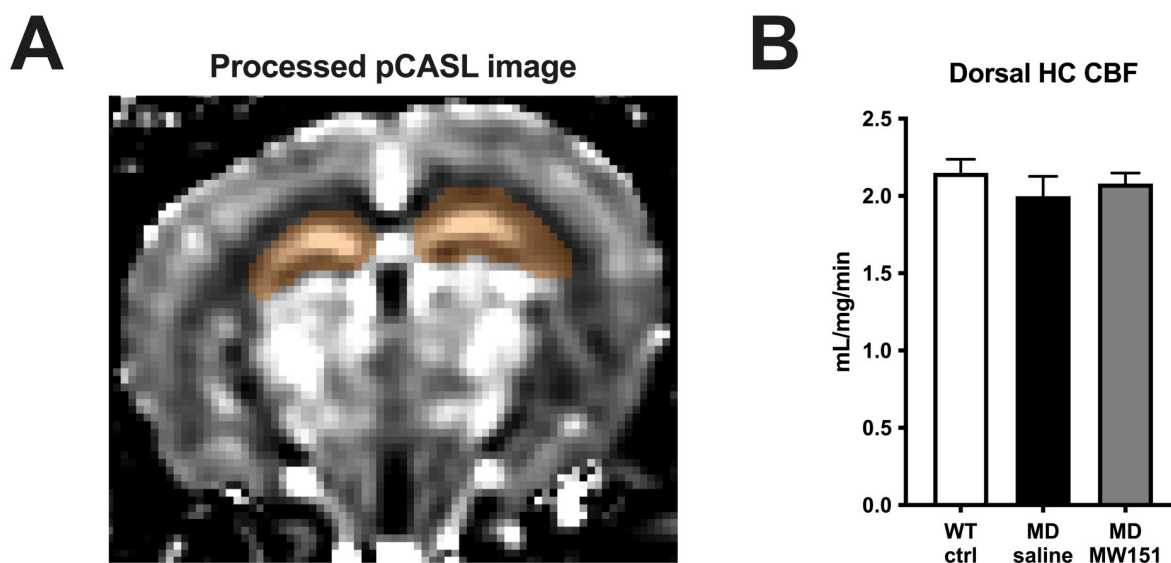 A
Processed pCASL image
B
Dorsal HC CBF
2.5
2.0
1.5
1.0
0.5
0.0
mL/mg/min
WT
ctrl
MD
saline
MD
MW151